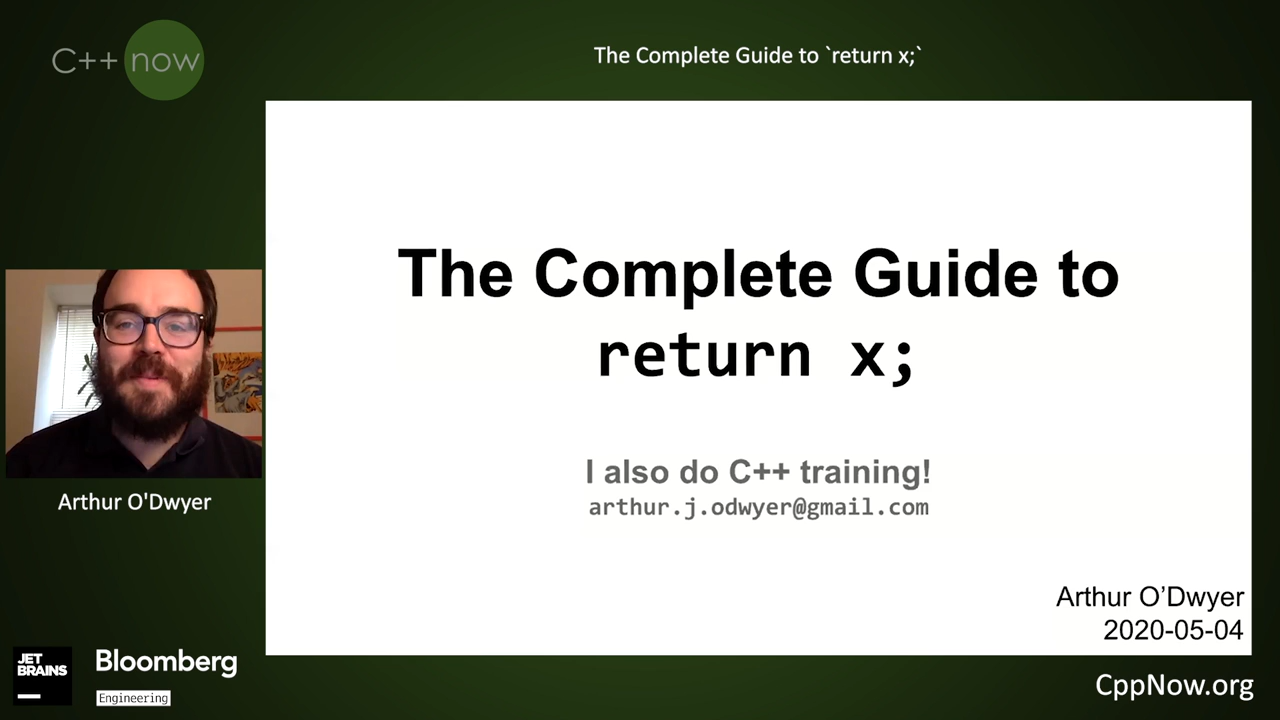 C++ now
The Complete Guide to `return x;`
The Complete Guide to
return x;
I also do C++ training!
arthur.j.odwyer@gmail.com
Arthur O'Dwyer
Arthur O’Dwyer
2020-05-04
JET
BRAINS
Bloomberg
Engineering
CppNow.org